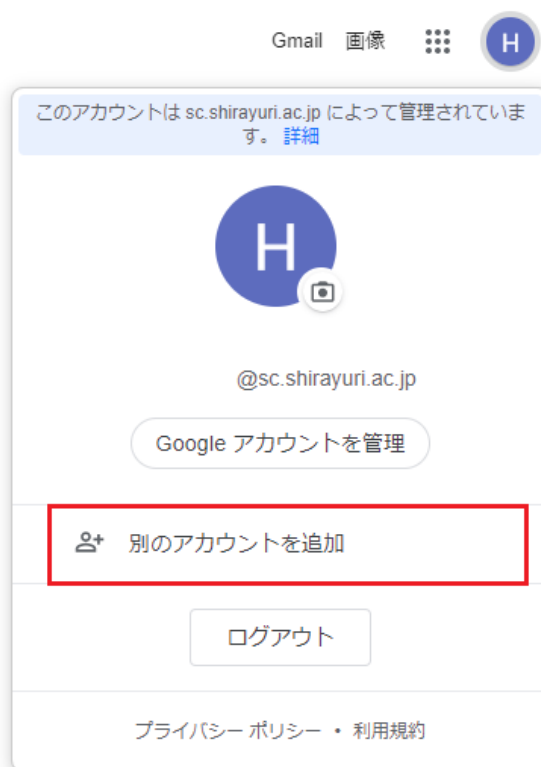 Gmail 画像 H
このアカウントは sc.shirayuri.ac.jp によって管理されていま
す。 詳細
H
@sc.shirayuri.ac.jp
Google アカウントを管理
別のアカウントを追加
ログアウト
プライバシー ポリシー • 利用規約